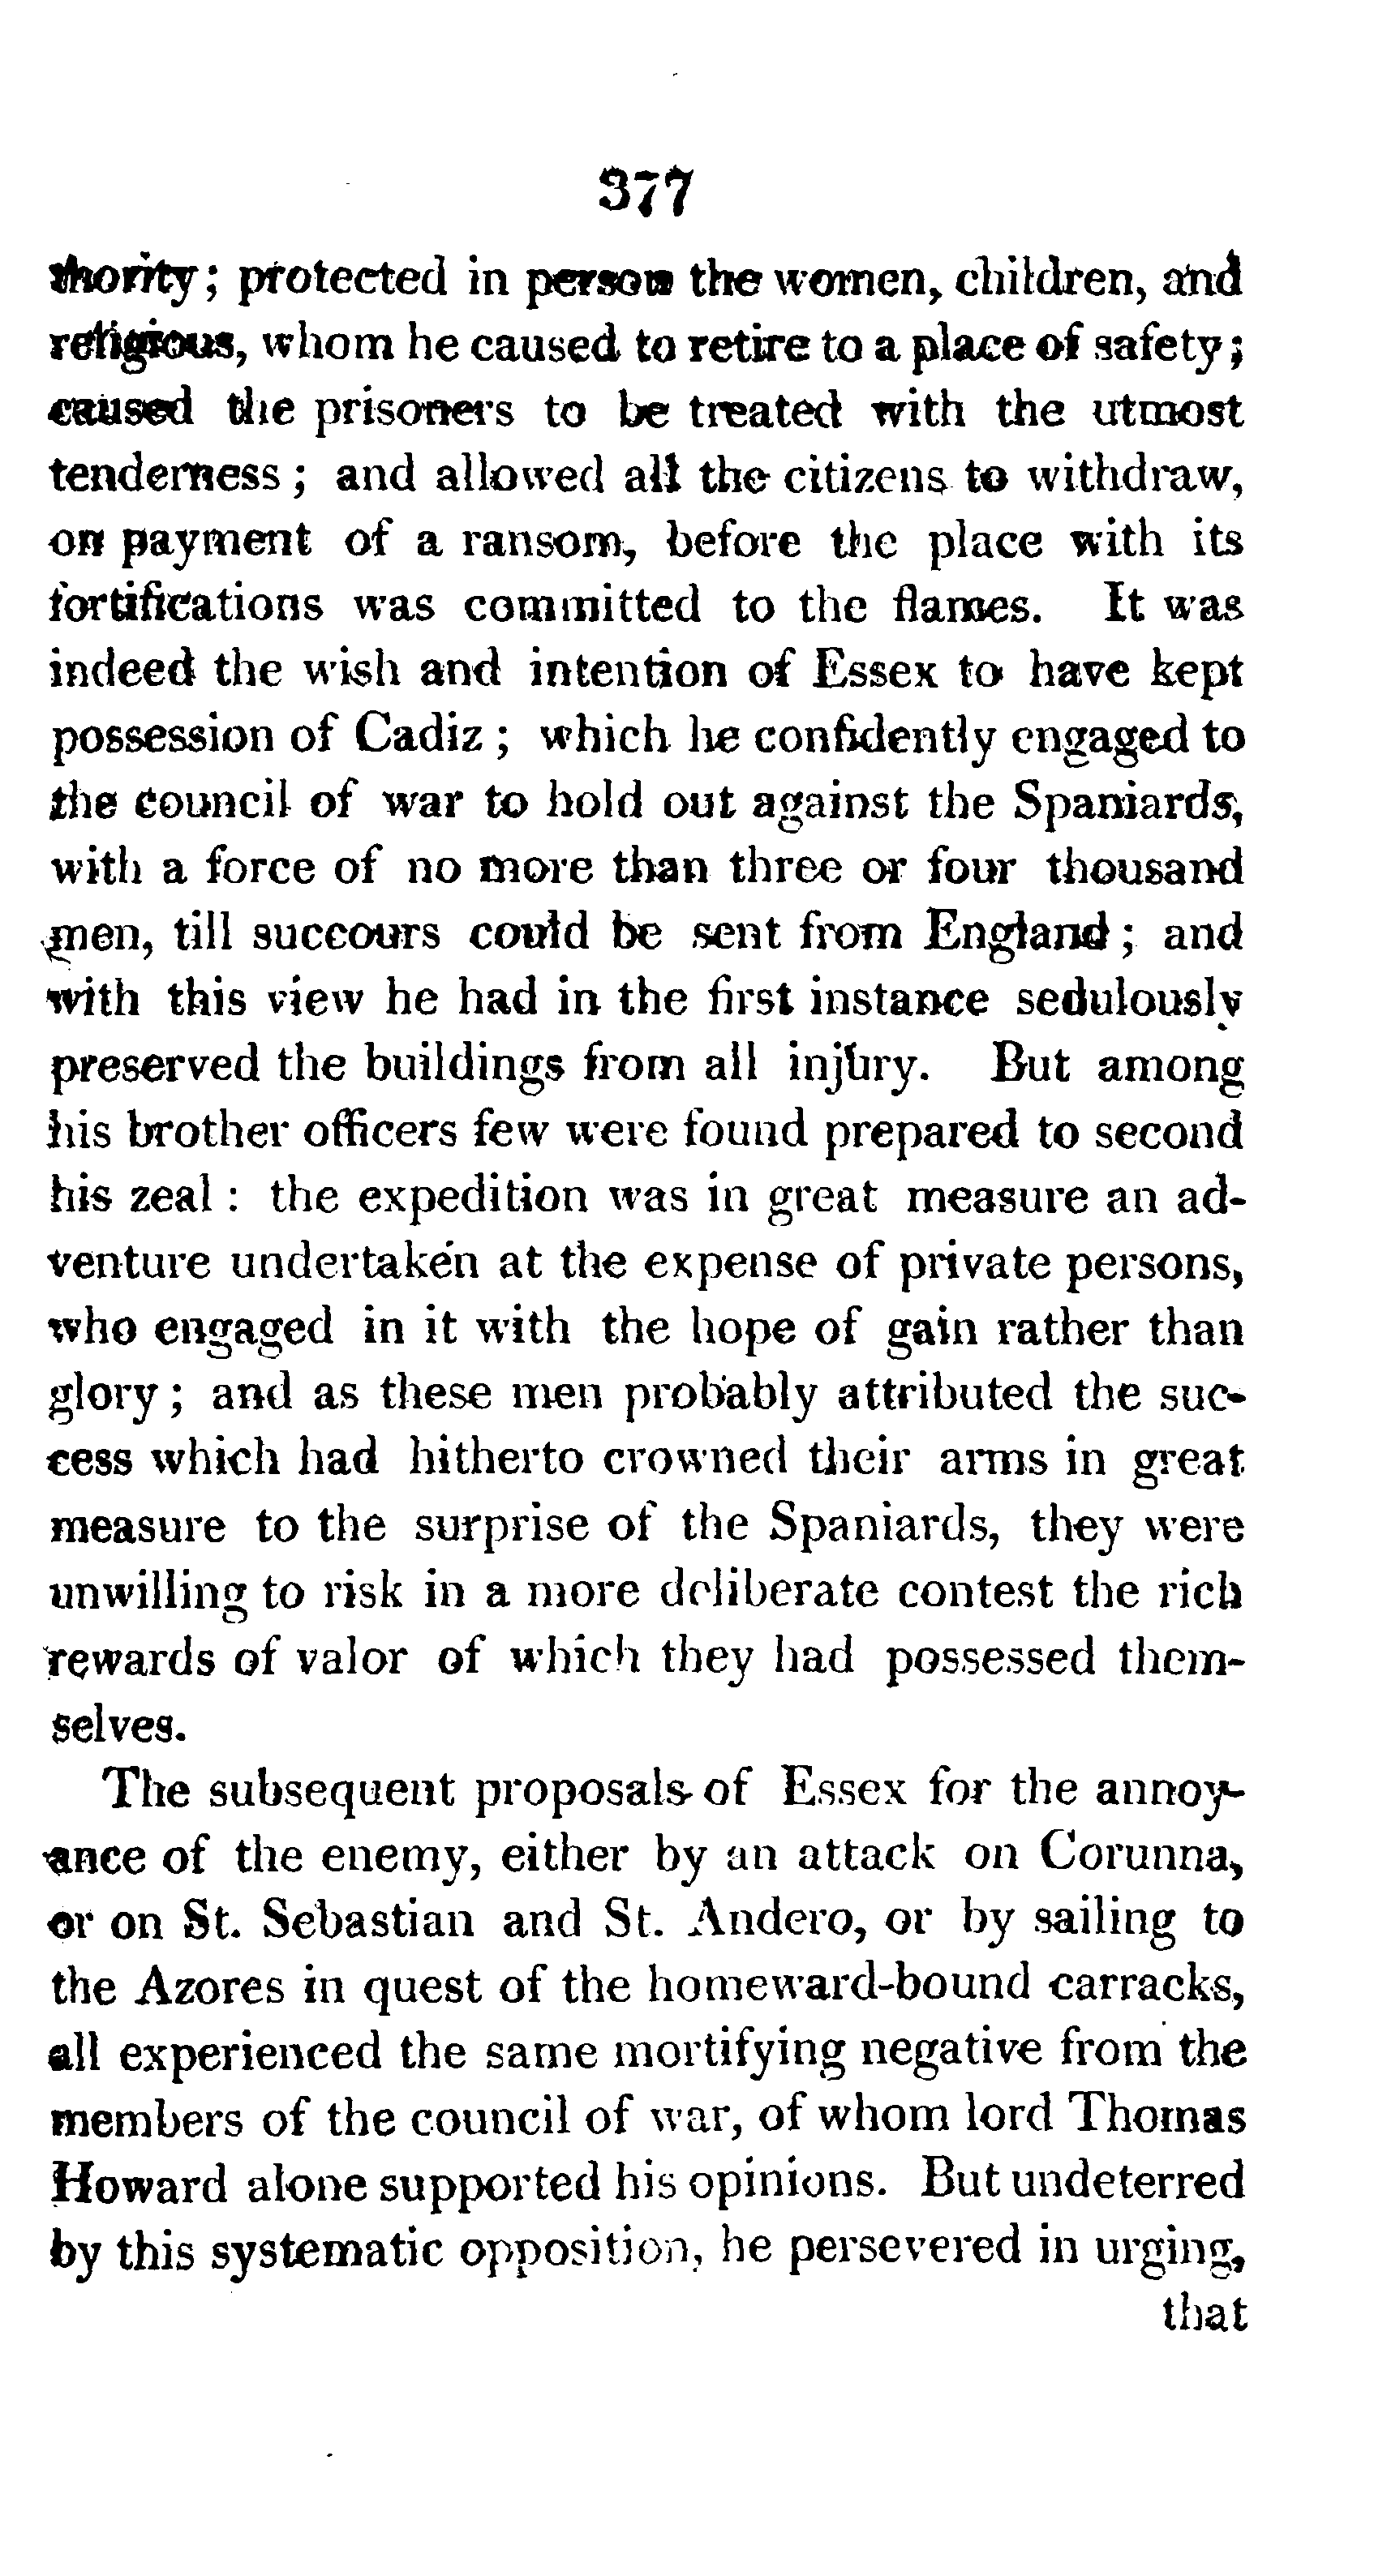 377
thority; protected in person the women, children, and
religious, whom he caused to retire to a place of safety;
caused the prisoners to be treated with the utmost
tenderness; and allowed all the citizens to withdraw,
on payment of a ransom, before the place with its
fortifications was committed to the flames. It was
indeed the wish and intention of Essex to have kept
possession of Cadiz; which he confidently engaged to
the council of war to hold out against the Spaniards,
with a force of no more than three or four thousand
men, till succours could be sent from England; and
with this view he had in the first instance sedulously
preserved the buildings from all injury. But among
his brother officers few were found prepared to second
his zeal: the expedition was in great measure an ad-
venture undertaken at the expense of private persons,
who engaged in it with the hope of gain rather than
glory; and as these men probably attributed the suc-
cess which had hitherto crowned their arms in great
measure to the surprise of the Spaniards, they were
unwilling to risk in a more deliberate contest the rich
rewards of valor of which they had possessed them-
selves.
The subsequent proposals of Essex for the annoy-
ance of the enemy, either by an attack on Corunna,
or on St. Sebastian and St. Andero, or by sailing to
the Azores in quest of the homeward-bound carracks,
all experienced the same mortifying negative from the
members of the council of war, of whom lord Thomas
Howard alone supported his opinions. But undeterred
by this systematic opposition, he persevered in urging,
that